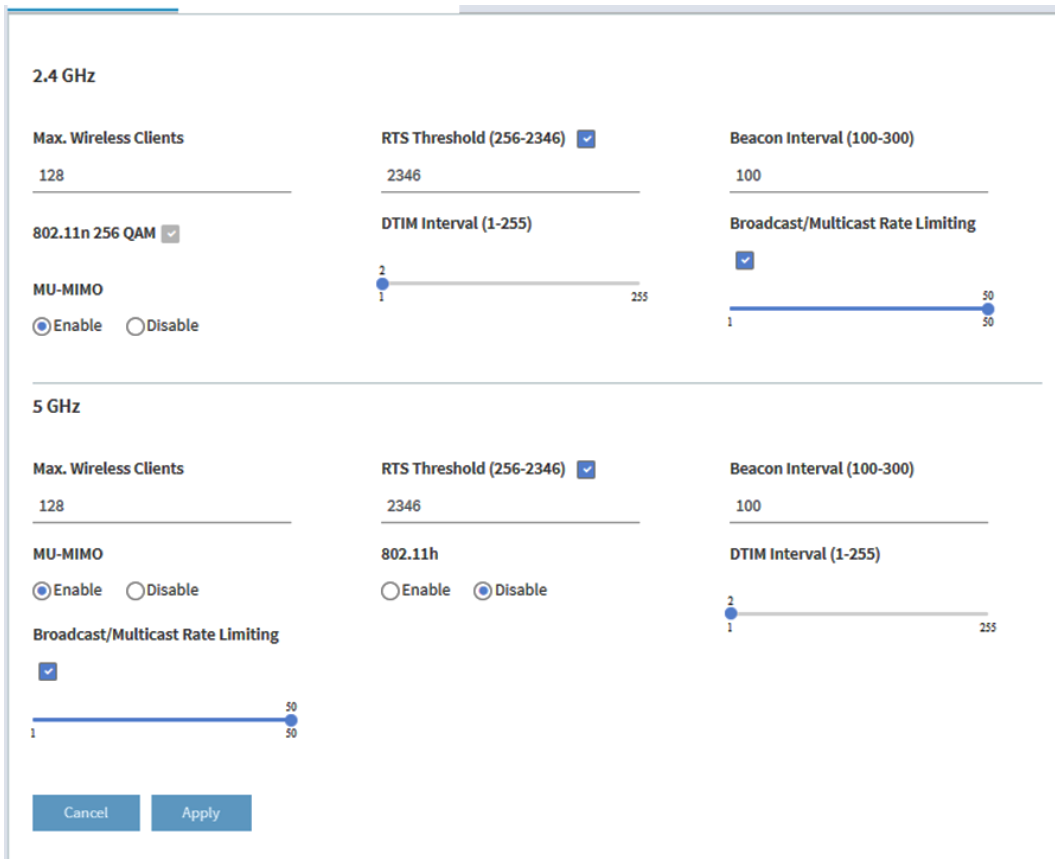 2.4 GHz
Max. Wireless Clients
RTS Threshold (256-2346)
Beacon Interval (100-300)
128
2346
100
802.11n 256 QAM
DTIM Interval (1-255)
Broadcast/Multicast Rate Limiting
2
1
255
MU-MIMO
Enable
Disable
50
1
50
5 GHz
Max. Wireless Clients
RTS Threshold (256-2346)
Beacon Interval (100-300)
128
2346
100
MU-MIMO
802.11h
DTIM Interval (1-255)
Enable
Disable
Enable
Disable
2
1
255
Broadcast/Multicast Rate Limiting
50
1
50
Cancel
Apply